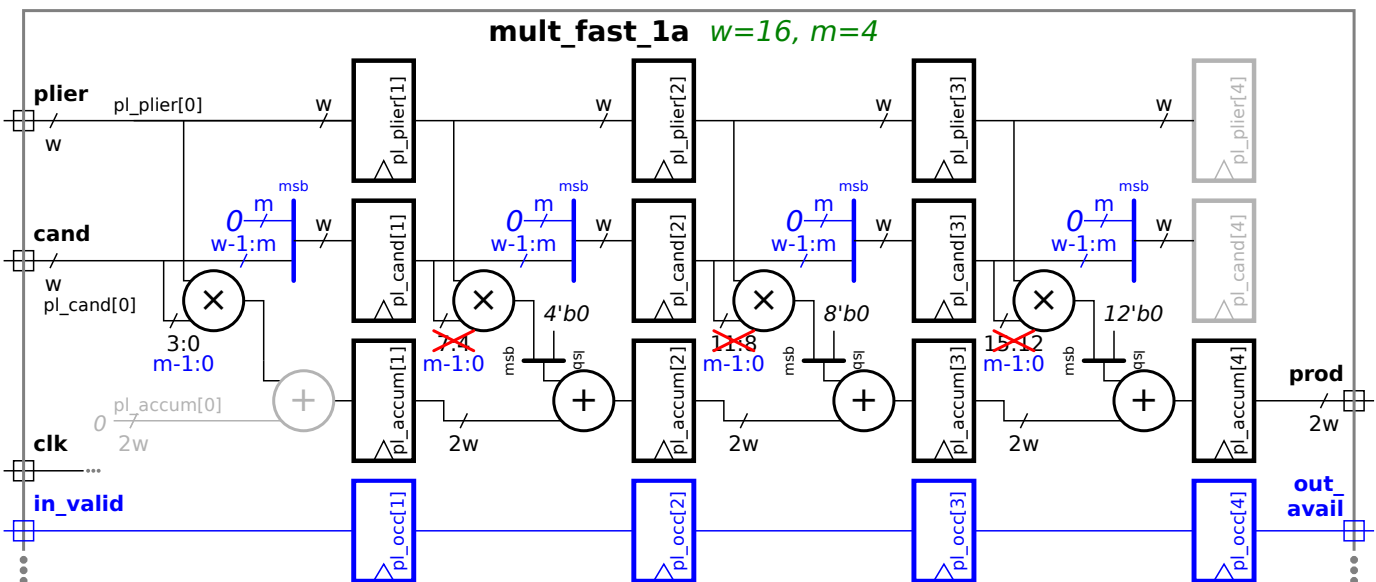 mult_fast_1a w=16, m=4
plier
pl_plier[0]
w
w
pl_plier[1]
w
pl_plier[2]
w
pl_plier[3]
w
pl_plier[4]
msb
msb
msb
msb
0 m
0 m
0 m
0 m
cand
w-1:m
w
pl_cand[1]
w-1:m
w
pl_cand[2]
w-1:m
w
pl_cand[3]
w-1:m
w
pl_cand[4]
w
pl_cand[0]
×
×
×
×
4'b0
8'b0
12'b0
3:0
7:4
11:8
15:12
m-1:0
m-1:0
m-1:0
m-1:0
msb
lsb
msb
lsb
msb
lsb
pl_accum[0]
0
2w
+
pl_accum[1]
2w
+
pl_accum[2]
2w
+
pl_accum[3]
2w
+
pl_accum[4]
prod
2w
clk
in_valid
pl_occ[1]
pl_occ[2]
pl_occ[3]
pl_occ[4]
out_
avail